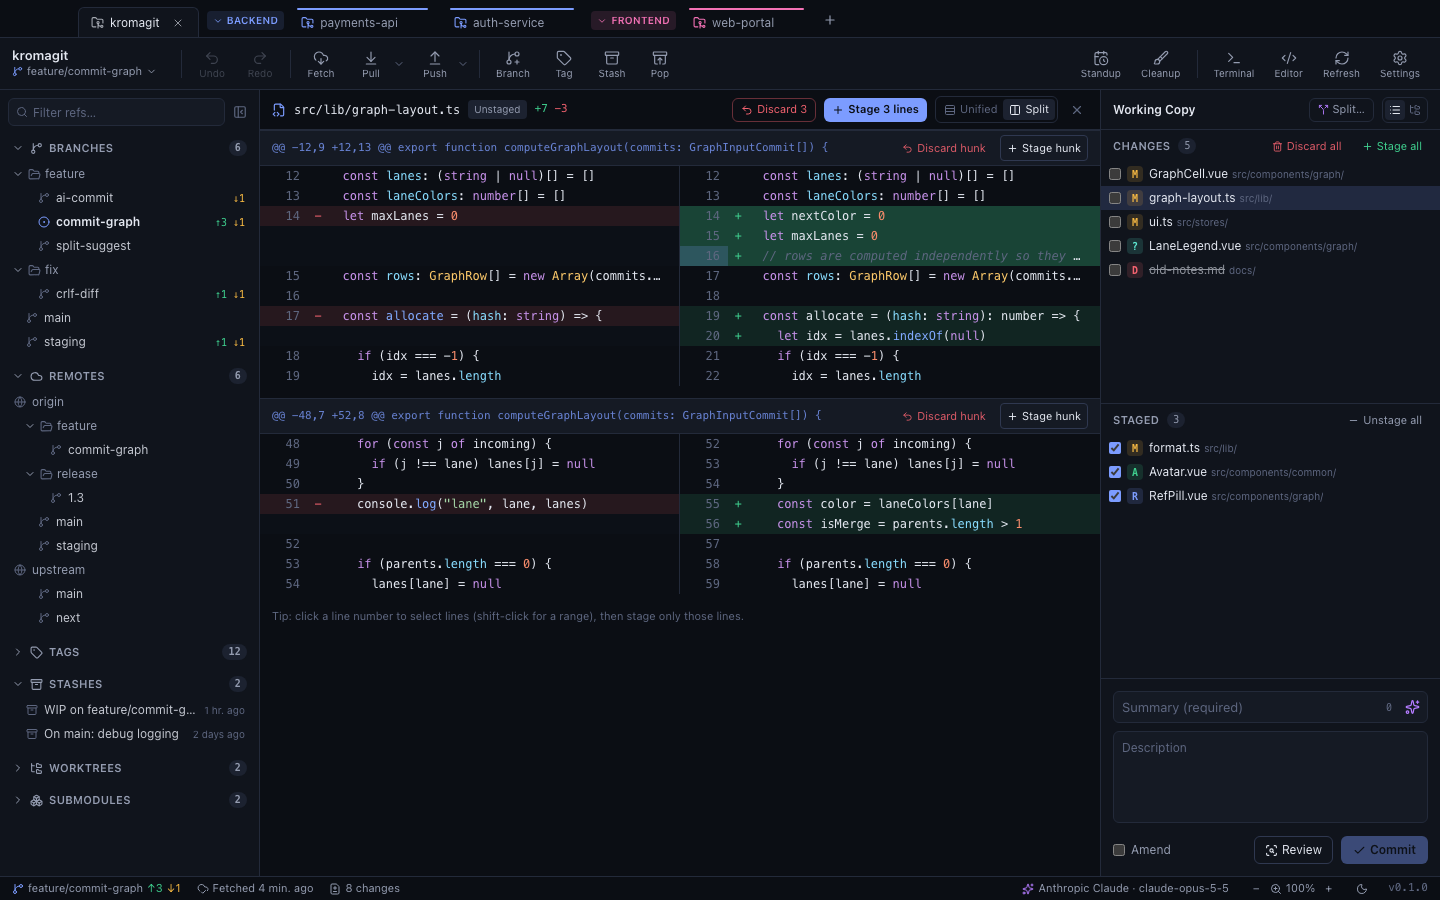 kromagit
BACKEND
payments-api
auth-service
FRONTEND
web-portal
kromagit
feature/commit-graph
Undo
Redo
Fetch
Pull
Push
Branch
Tag
Stash
Pop
Standup
Cleanup
Terminal
Editor
Refresh
Settings
Filter refs...
BRANCHES 6
feature
ai-commit ↓1
commit-graph ↑3 ↓1
split-suggest
fix
crlf-diff ↑1 ↓1
main
staging ↑1 ↓1
REMOTES 6
origin
feature
commit-graph
release
1.3
main
staging
upstream
main
next
TAGS 12
STASHES 2
WIP on feature/commit-g... 1 hr. ago
On main: debug logging 2 days ago
WORKTREES 2
SUBMODULES 2
src/lib/graph-layout.ts Unstaged +7 −3
Discard 3
+ Stage 3 lines
Unified
Split
@@ −12,9 +12,13 @@ export function computeGraphLayout(commits: GraphInputCommit[]) {
Discard hunk
+ Stage hunk
12 const lanes: (string | null)[] = []
13 const laneColors: number[] = []
14 − let maxLanes = 0
15 const rows: GraphRow[] = new Array(commits.…
16
17 − const allocate = (hash: string) => {
18 if (idx === −1) {
19 idx = lanes.length
12 const lanes: (string | null)[] = []
13 const laneColors: number[] = []
14 + let nextColor = 0
15 + let maxLanes = 0
16 + // rows are computed independently so they …
17 const rows: GraphRow[] = new Array(commits.…
18
19 + const allocate = (hash: string): number => {
20 + let idx = lanes.indexOf(null)
21 if (idx === −1) {
22 idx = lanes.length
@@ −48,7 +52,8 @@ export function computeGraphLayout(commits: GraphInputCommit[]) {
Discard hunk
+ Stage hunk
48 for (const j of incoming) {
49 if (j !== lane) lanes[j] = null
50 }
51 − console.log("lane", lane, lanes)
52
53 if (parents.length === 0) {
54 lanes[lane] = null
52 for (const j of incoming) {
53 if (j !== lane) lanes[j] = null
54 }
55 + const color = laneColors[lane]
56 + const isMerge = parents.length > 1
57
58 if (parents.length === 0) {
59 lanes[lane] = null
Tip: click a line number to select lines (shift-click for a range), then stage only those lines.
Working Copy
Split...
CHANGES 5
Discard all
+ Stage all
M GraphCell.vue src/components/graph/
M graph-layout.ts src/lib/
M ui.ts src/stores/
? LaneLegend.vue src/components/graph/
D old-notes.md docs/
STAGED 3
− Unstage all
M format.ts src/lib/
A Avatar.vue src/components/common/
R RefPill.vue src/components/graph/
Summary (required) 0
Description
Amend
Review
Commit
feature/commit-graph ↑3 ↓1
Fetched 4 min. ago
8 changes
Anthropic Claude · claude-opus-5-5
− 100% +
v0.1.0